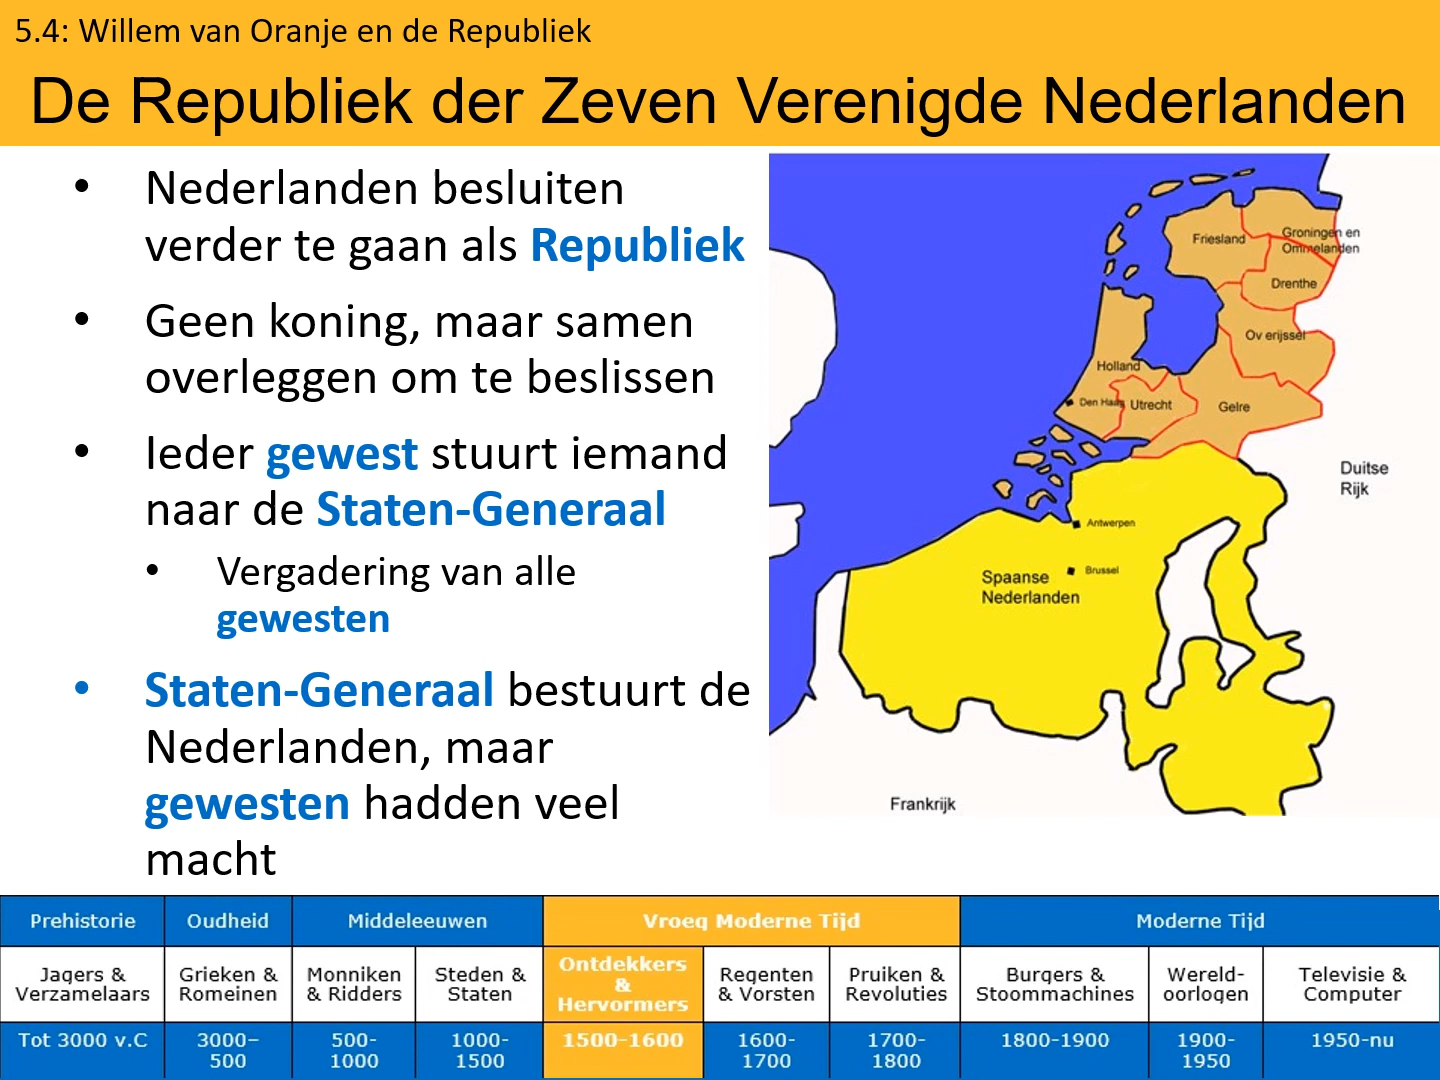 5.4: Willem van Oranje en de Republiek
De Republiek der Zeven Verenigde Nederlanden
• Nederlanden besluiten
verder te gaan als Republiek
• Geen koning, maar samen
overleggen om te beslissen
• Ieder gewest stuurt iemand
naar de Staten-Generaal
• Vergadering van alle
gewesten
• Staten-Generaal bestuurt de
Nederlanden, maar
gewesten hadden veel
macht
Friesland
Groningen en
Ommelanden
Drenthe
Ov erijssel
Holland
Den Haag
Utrecht
Gelre
Duitse
Rijk
Antwerpen
Brussel
Spaanse
Nederlanden
Frankrijk
Prehistorie Oudheid Middeleeuwen Vroeg Moderne Tijd Moderne Tijd
Jagers &
Verzamelaars
Grieken &
Romeinen
Monniken
& Ridders
Steden &
Staten
Ontdekkers
&
Hervormers
Regenten
& Vorsten
Pruiken &
Revoluties
Burgers &
Stoommachines
Wereld-
oorlogen
Televisie &
Computer
Tot 3000 v.C
3000–
500
500-
1000
1000-
1500
1500-1600
1600-
1700
1700-
1800
1800-1900
1900-
1950
1950-nu